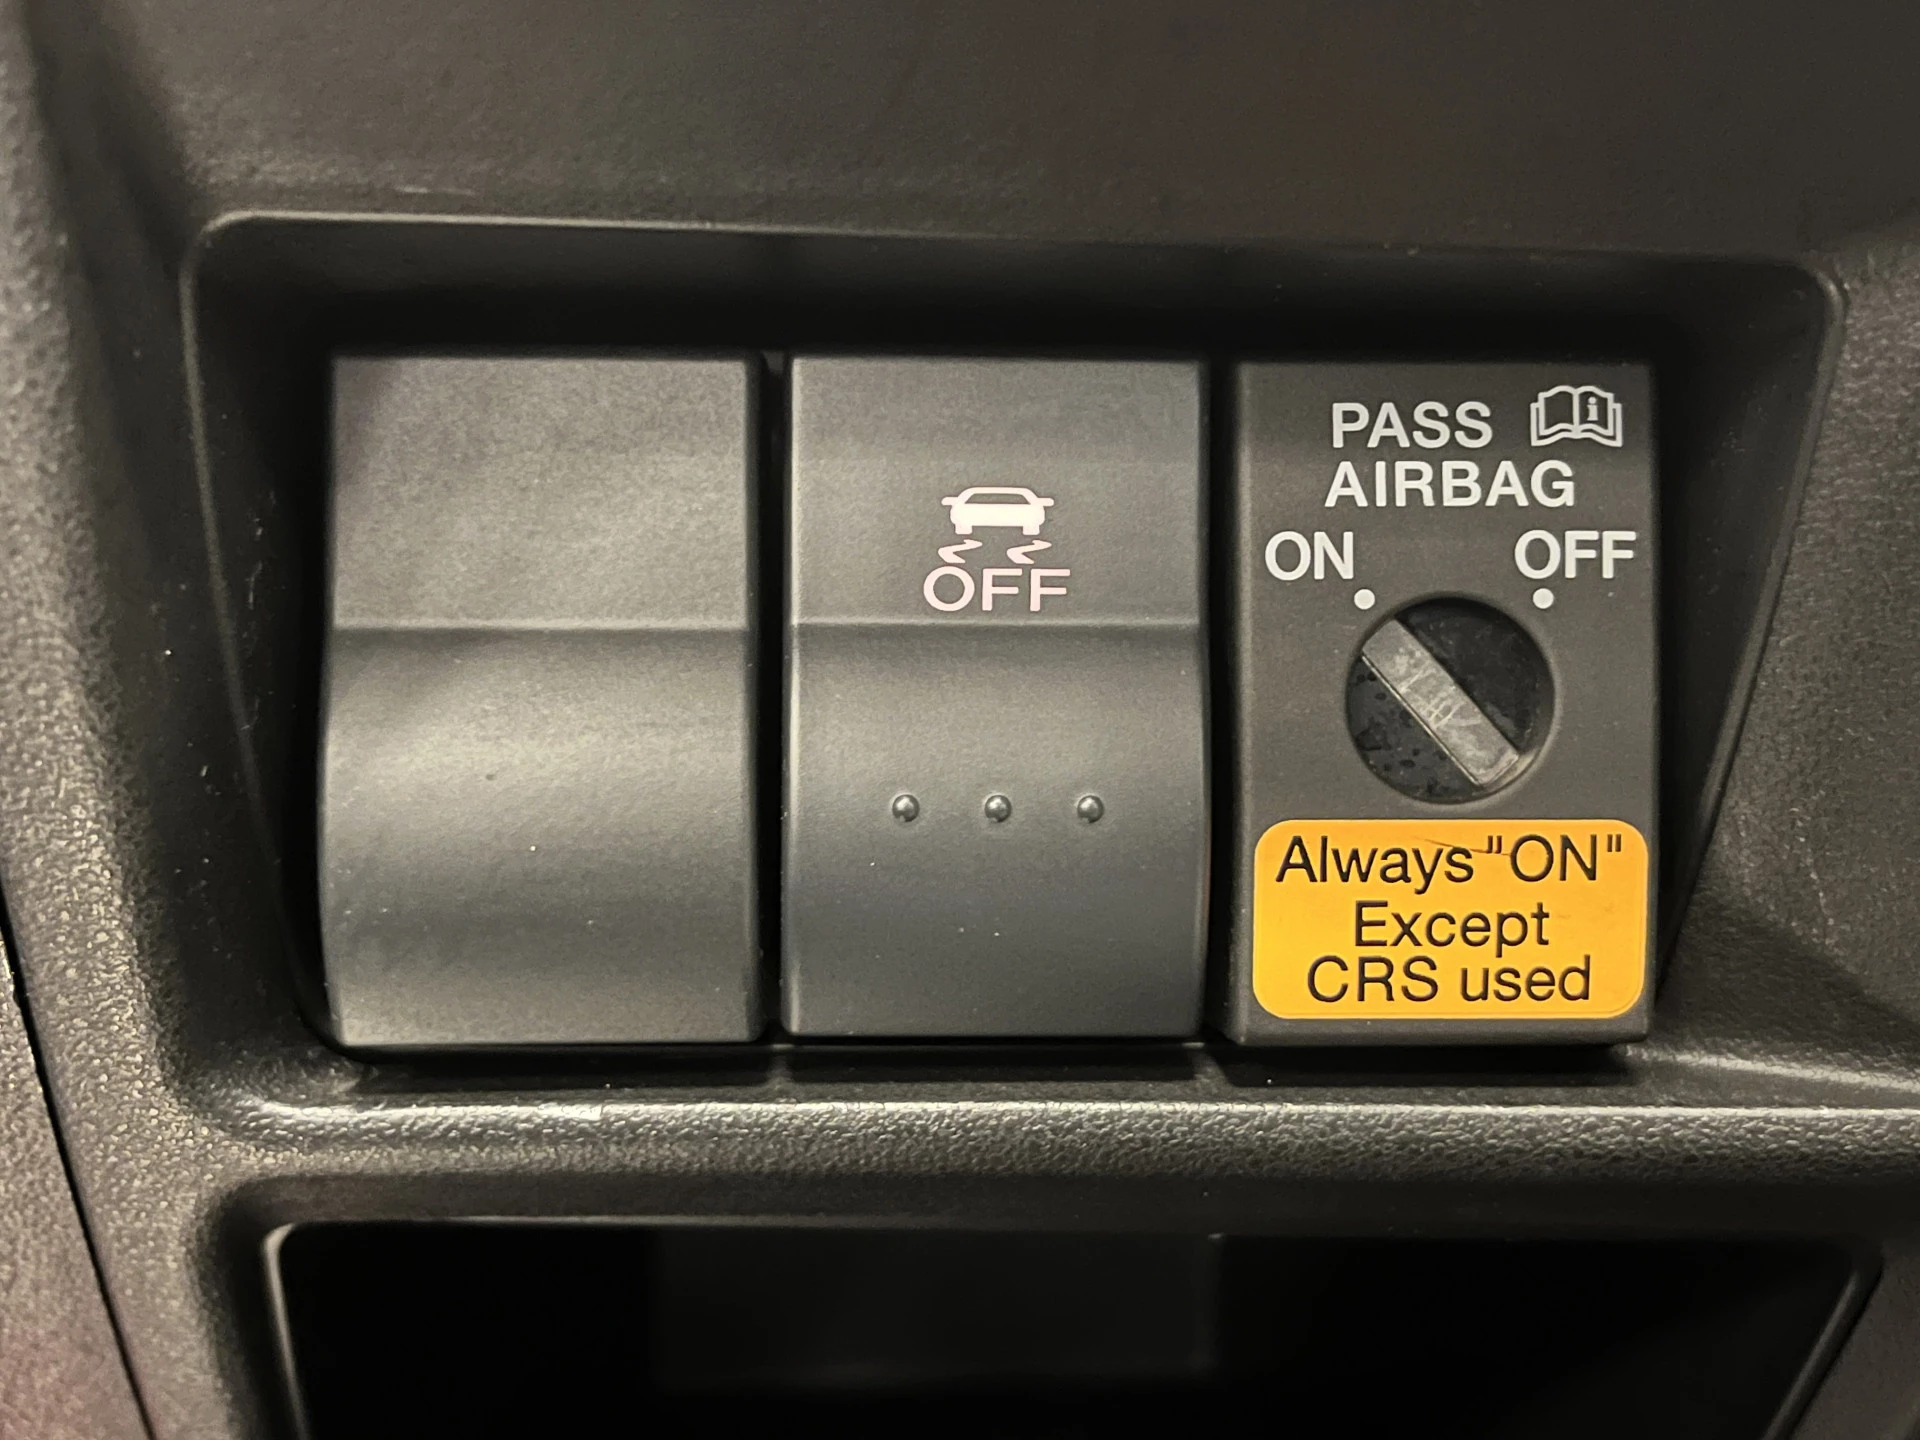 OFF
PASS
AIRBAG
ON OFF
Always "ON"
Except
CRS used